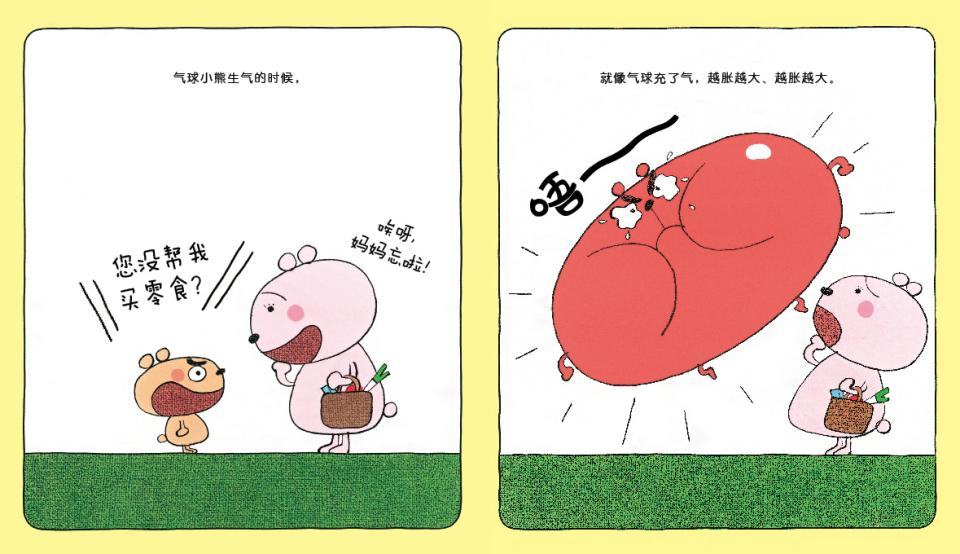 气球小熊生气的时候，
您没帮我
买零食？
唉呀，
妈妈忘啦！
就像气球充了气，越胀越大、越胀越大。
唔